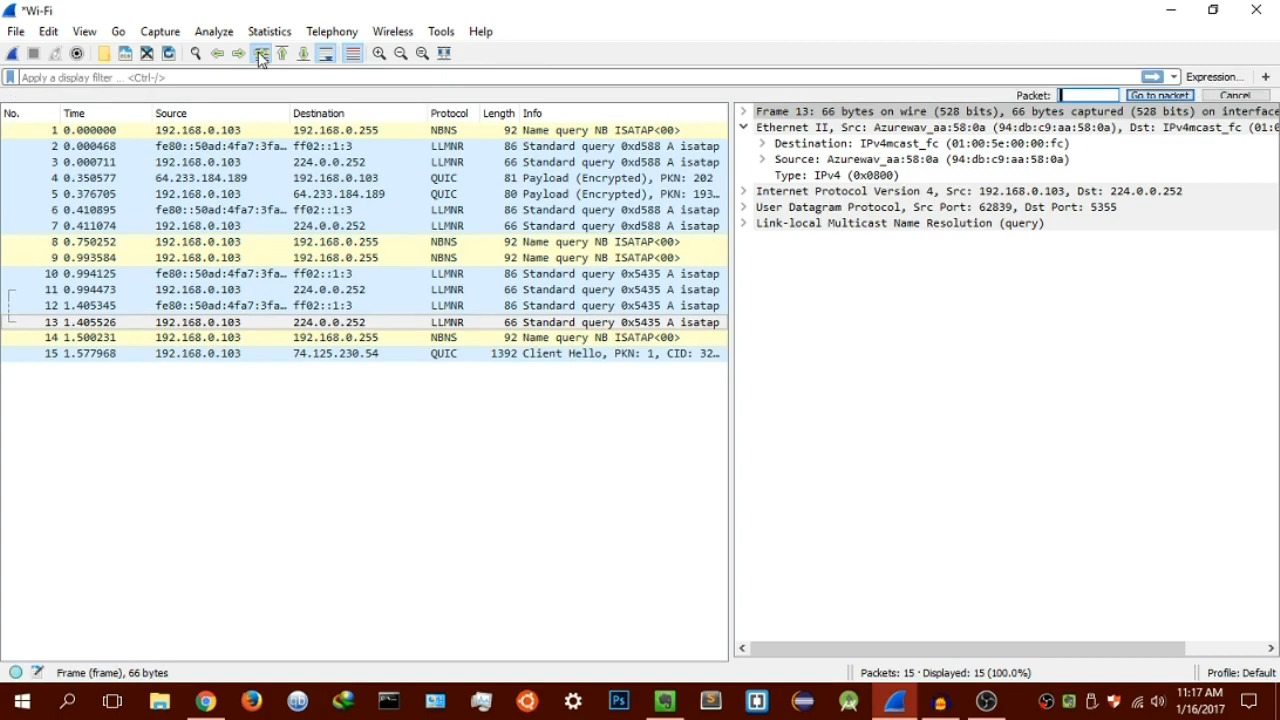 *Wi-Fi
File Edit View Go Capture Analyze Statistics Telephony Wireless Tools Help
Apply a display filter ... <Ctrl-/>
Expression...
Packet: Go to packet Cancel
No. Time Source Destination Protocol Length Info
1 0.000000 192.168.0.103 192.168.0.255 NBNS 92 Name query NB ISATAP<00>
2 0.000468 fe80::50ad:4fa7:3fa… ff02::1:3 LLMNR 86 Standard query 0xd588 A isatap
3 0.000711 192.168.0.103 224.0.0.252 LLMNR 66 Standard query 0xd588 A isatap
4 0.350577 64.233.184.189 192.168.0.103 QUIC 81 Payload (Encrypted), PKN: 202
5 0.376705 192.168.0.103 64.233.184.189 QUIC 80 Payload (Encrypted), PKN: 193…
6 0.410895 fe80::50ad:4fa7:3fa… ff02::1:3 LLMNR 86 Standard query 0xd588 A isatap
7 0.411074 192.168.0.103 224.0.0.252 LLMNR 66 Standard query 0xd588 A isatap
8 0.750252 192.168.0.103 192.168.0.255 NBNS 92 Name query NB ISATAP<00>
9 0.993584 192.168.0.103 192.168.0.255 NBNS 92 Name query NB ISATAP<00>
10 0.994125 fe80::50ad:4fa7:3fa… ff02::1:3 LLMNR 86 Standard query 0x5435 A isatap
11 0.994473 192.168.0.103 224.0.0.252 LLMNR 66 Standard query 0x5435 A isatap
12 1.405345 fe80::50ad:4fa7:3fa… ff02::1:3 LLMNR 86 Standard query 0x5435 A isatap
13 1.405526 192.168.0.103 224.0.0.252 LLMNR 66 Standard query 0x5435 A isatap
14 1.500231 192.168.0.103 192.168.0.255 NBNS 92 Name query NB ISATAP<00>
15 1.577968 192.168.0.103 74.125.230.54 QUIC 1392 Client Hello, PKN: 1, CID: 32…
Frame 13: 66 bytes on wire (528 bits), 66 bytes captured (528 bits) on interface
Ethernet II, Src: Azurewav_aa:58:0a (94:db:c9:aa:58:0a), Dst: IPv4mcast_fc (01:0
Destination: IPv4mcast_fc (01:00:5e:00:00:fc)
Source: Azurewav_aa:58:0a (94:db:c9:aa:58:0a)
Type: IPv4 (0x0800)
Internet Protocol Version 4, Src: 192.168.0.103, Dst: 224.0.0.252
User Datagram Protocol, Src Port: 62839, Dst Port: 5355
Link-local Multicast Name Resolution (query)
Frame (frame), 66 bytes
Packets: 15 · Displayed: 15 (100.0%)
Profile: Default
Ps
11:17 AM
1/16/2017